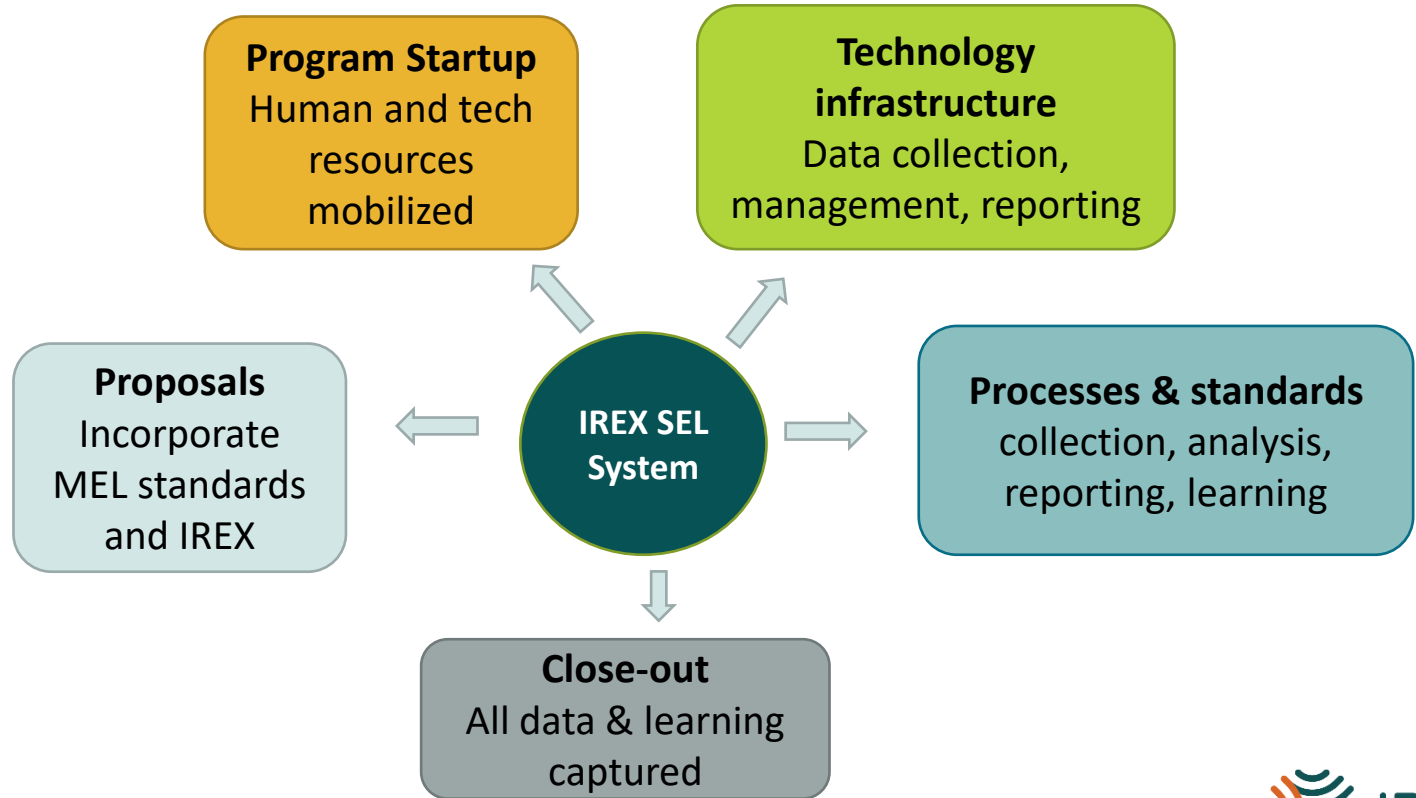 Program Startup
Human and tech
resources
mobilized
Technology
infrastructure
Data collection,
management, reporting
Proposals
Incorporate
MEL standards
and IREX
IREX SEL
System
Processes & standards
collection, analysis,
reporting, learning
Close-out
All data & learning
captured